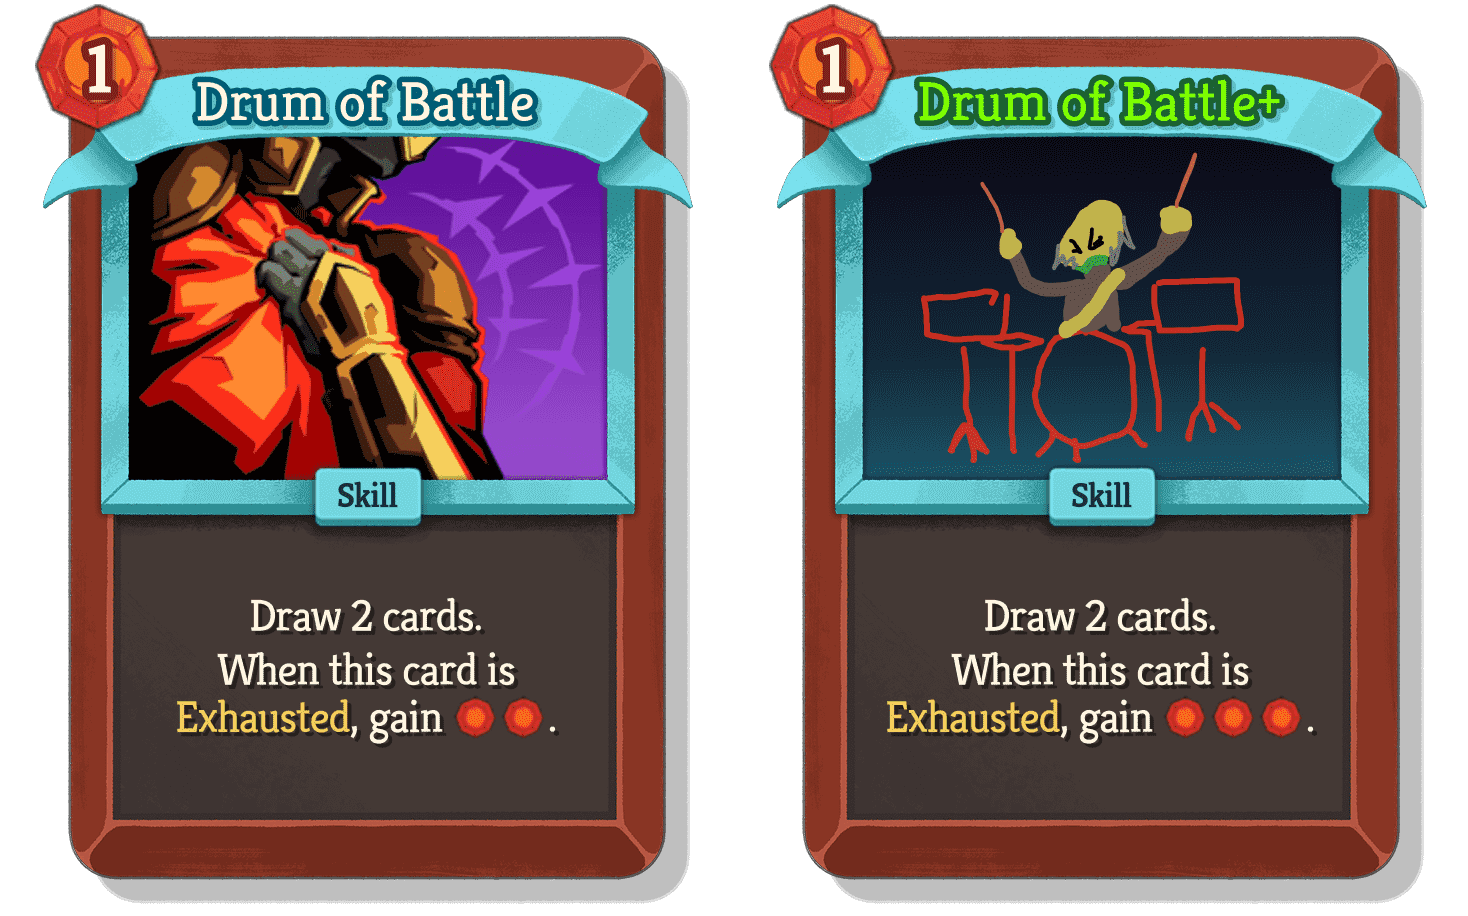 1
Drum of Battle
Skill
Draw 2 cards.
When this card is
Exhausted, gain .
1
Drum of Battle+
Skill
Draw 2 cards.
When this card is
Exhausted, gain .